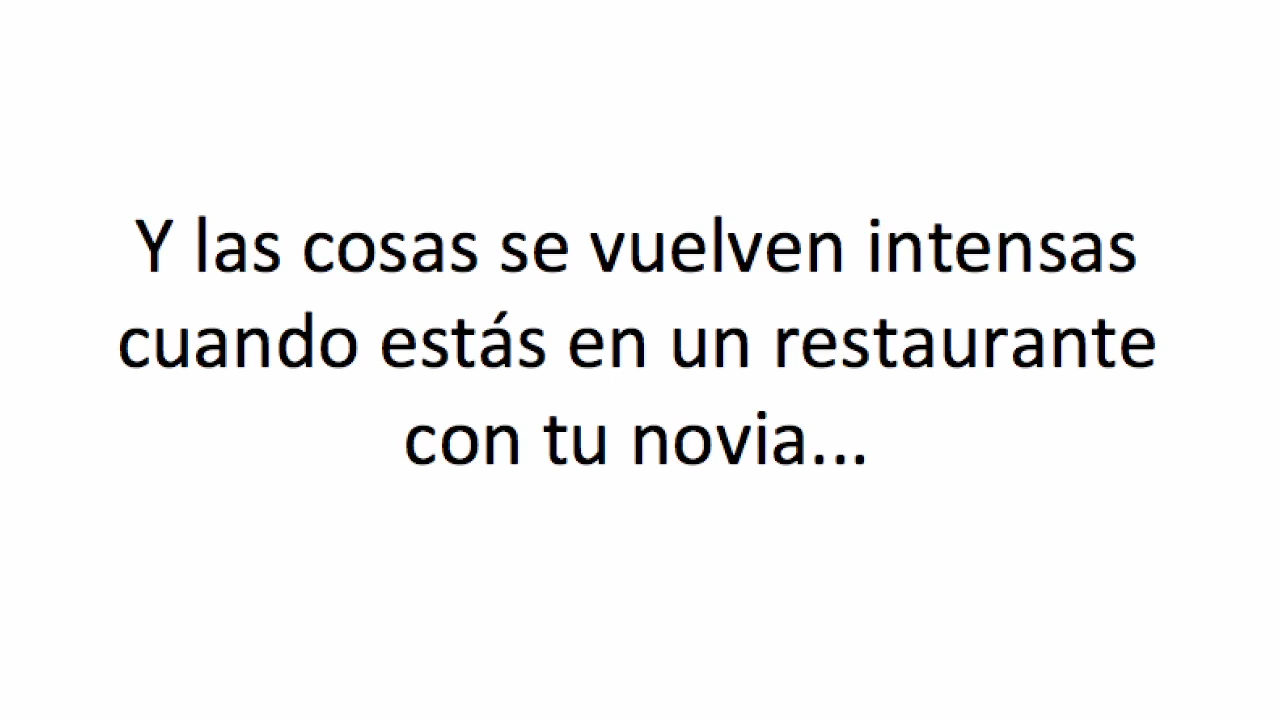 Y las cosas se vuelven intensas
cuando estás en un restaurante
con tu novia...